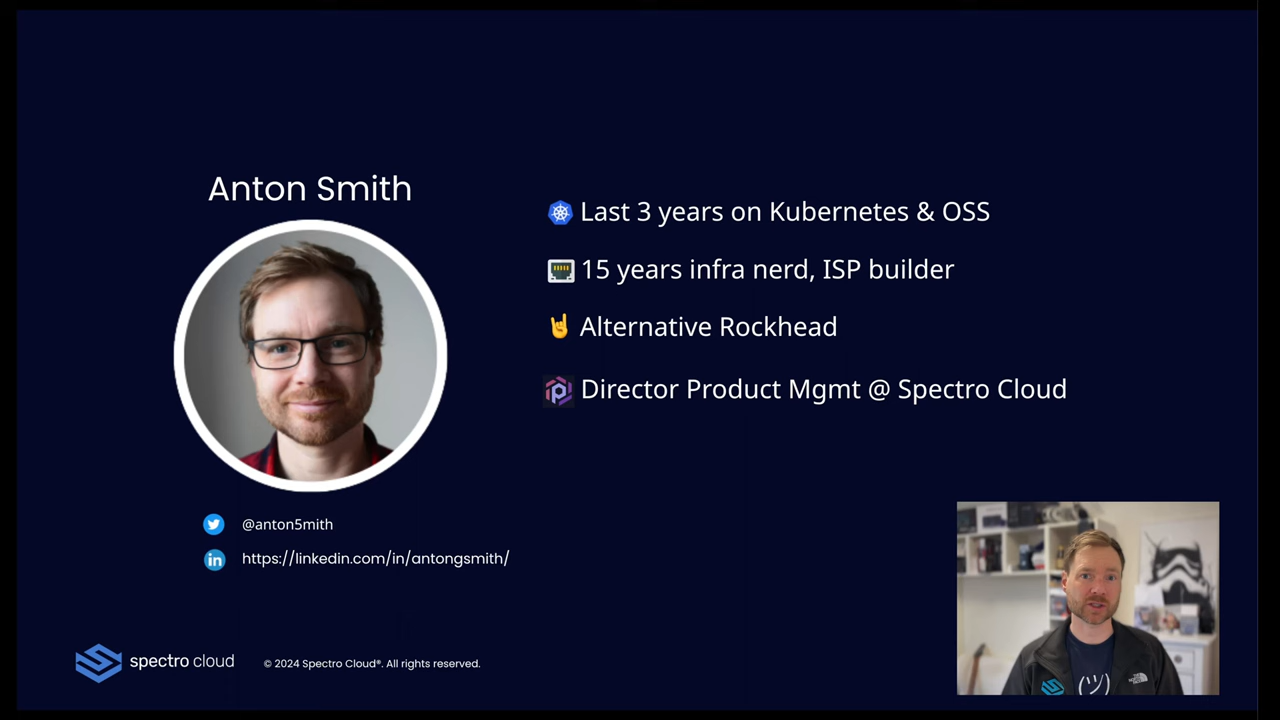 Anton Smith
Last 3 years on Kubernetes & OSS
15 years infra nerd, ISP builder
Alternative Rockhead
Director Product Mgmt @ Spectro Cloud
@anton5mith
https://linkedin.com/in/antongsmith/
spectro cloud
© 2024 Spectro Cloud®. All rights reserved.